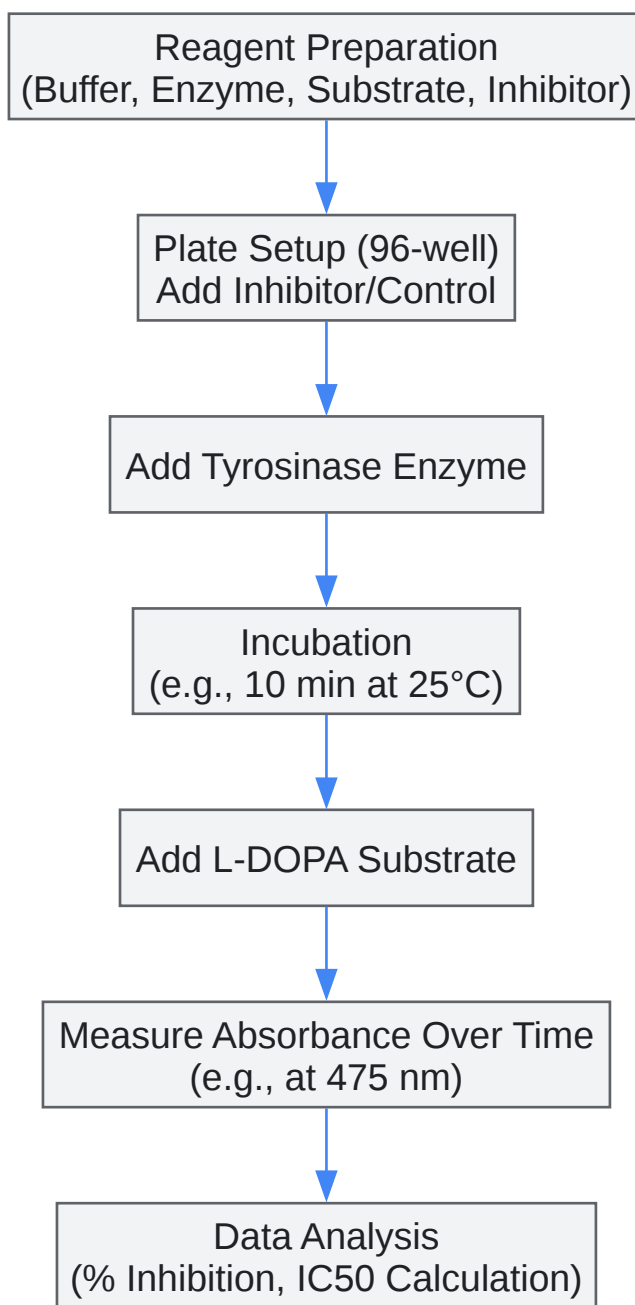 Reagent Preparation
(Buffer, Enzyme, Substrate, Inhibitor)
Plate Setup (96-well)
Add Inhibitor/Control
Add Tyrosinase Enzyme
Incubation
(e.g., 10 min at 25°C)
Add L-DOPA Substrate
Measure Absorbance Over Time
(e.g., at 475 nm)
Data Analysis
(% Inhibition, IC50 Calculation)